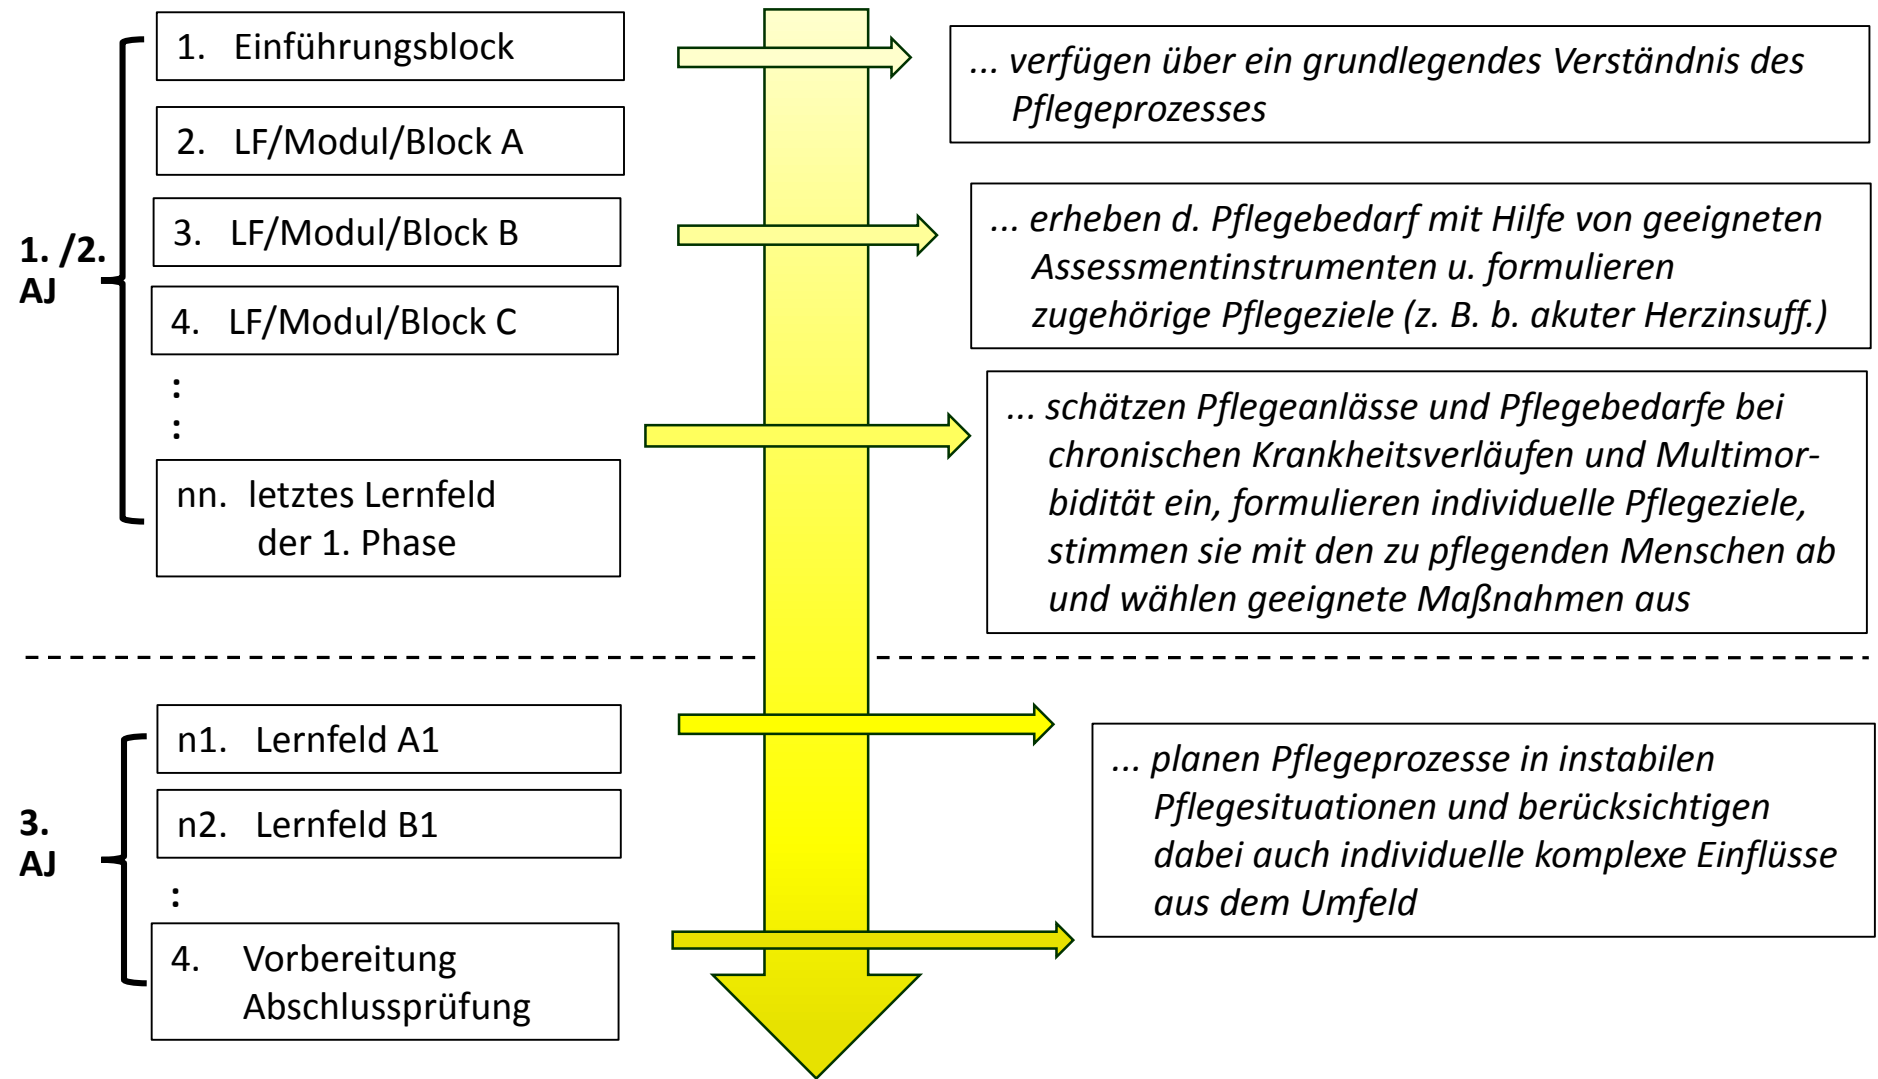 1. /2.
AJ
1. Einführungsblock
2. LF/Modul/Block A
3. LF/Modul/Block B
4. LF/Modul/Block C
:
:
nn. letztes Lernfeld
der 1. Phase
... verfügen über ein grundlegendes Verständnis des
Pflegeprozesses
... erheben d. Pflegebedarf mit Hilfe von geeigneten
Assessmentinstrumenten u. formulieren
zugehörige Pflegeziele (z. B. b. akuter Herzinsuff.)
... schätzen Pflegeanlässe und Pflegebedarfe bei
chronischen Krankheitsverläufen und Multimor-
bidität ein, formulieren individuelle Pflegeziele,
stimmen sie mit den zu pflegenden Menschen ab
und wählen geeignete Maßnahmen aus
3.
AJ
n1. Lernfeld A1
n2. Lernfeld B1
:
4. Vorbereitung
Abschlussprüfung
... planen Pflegeprozesse in instabilen
Pflegesituationen und berücksichtigen
dabei auch individuelle komplexe Einflüsse
aus dem Umfeld